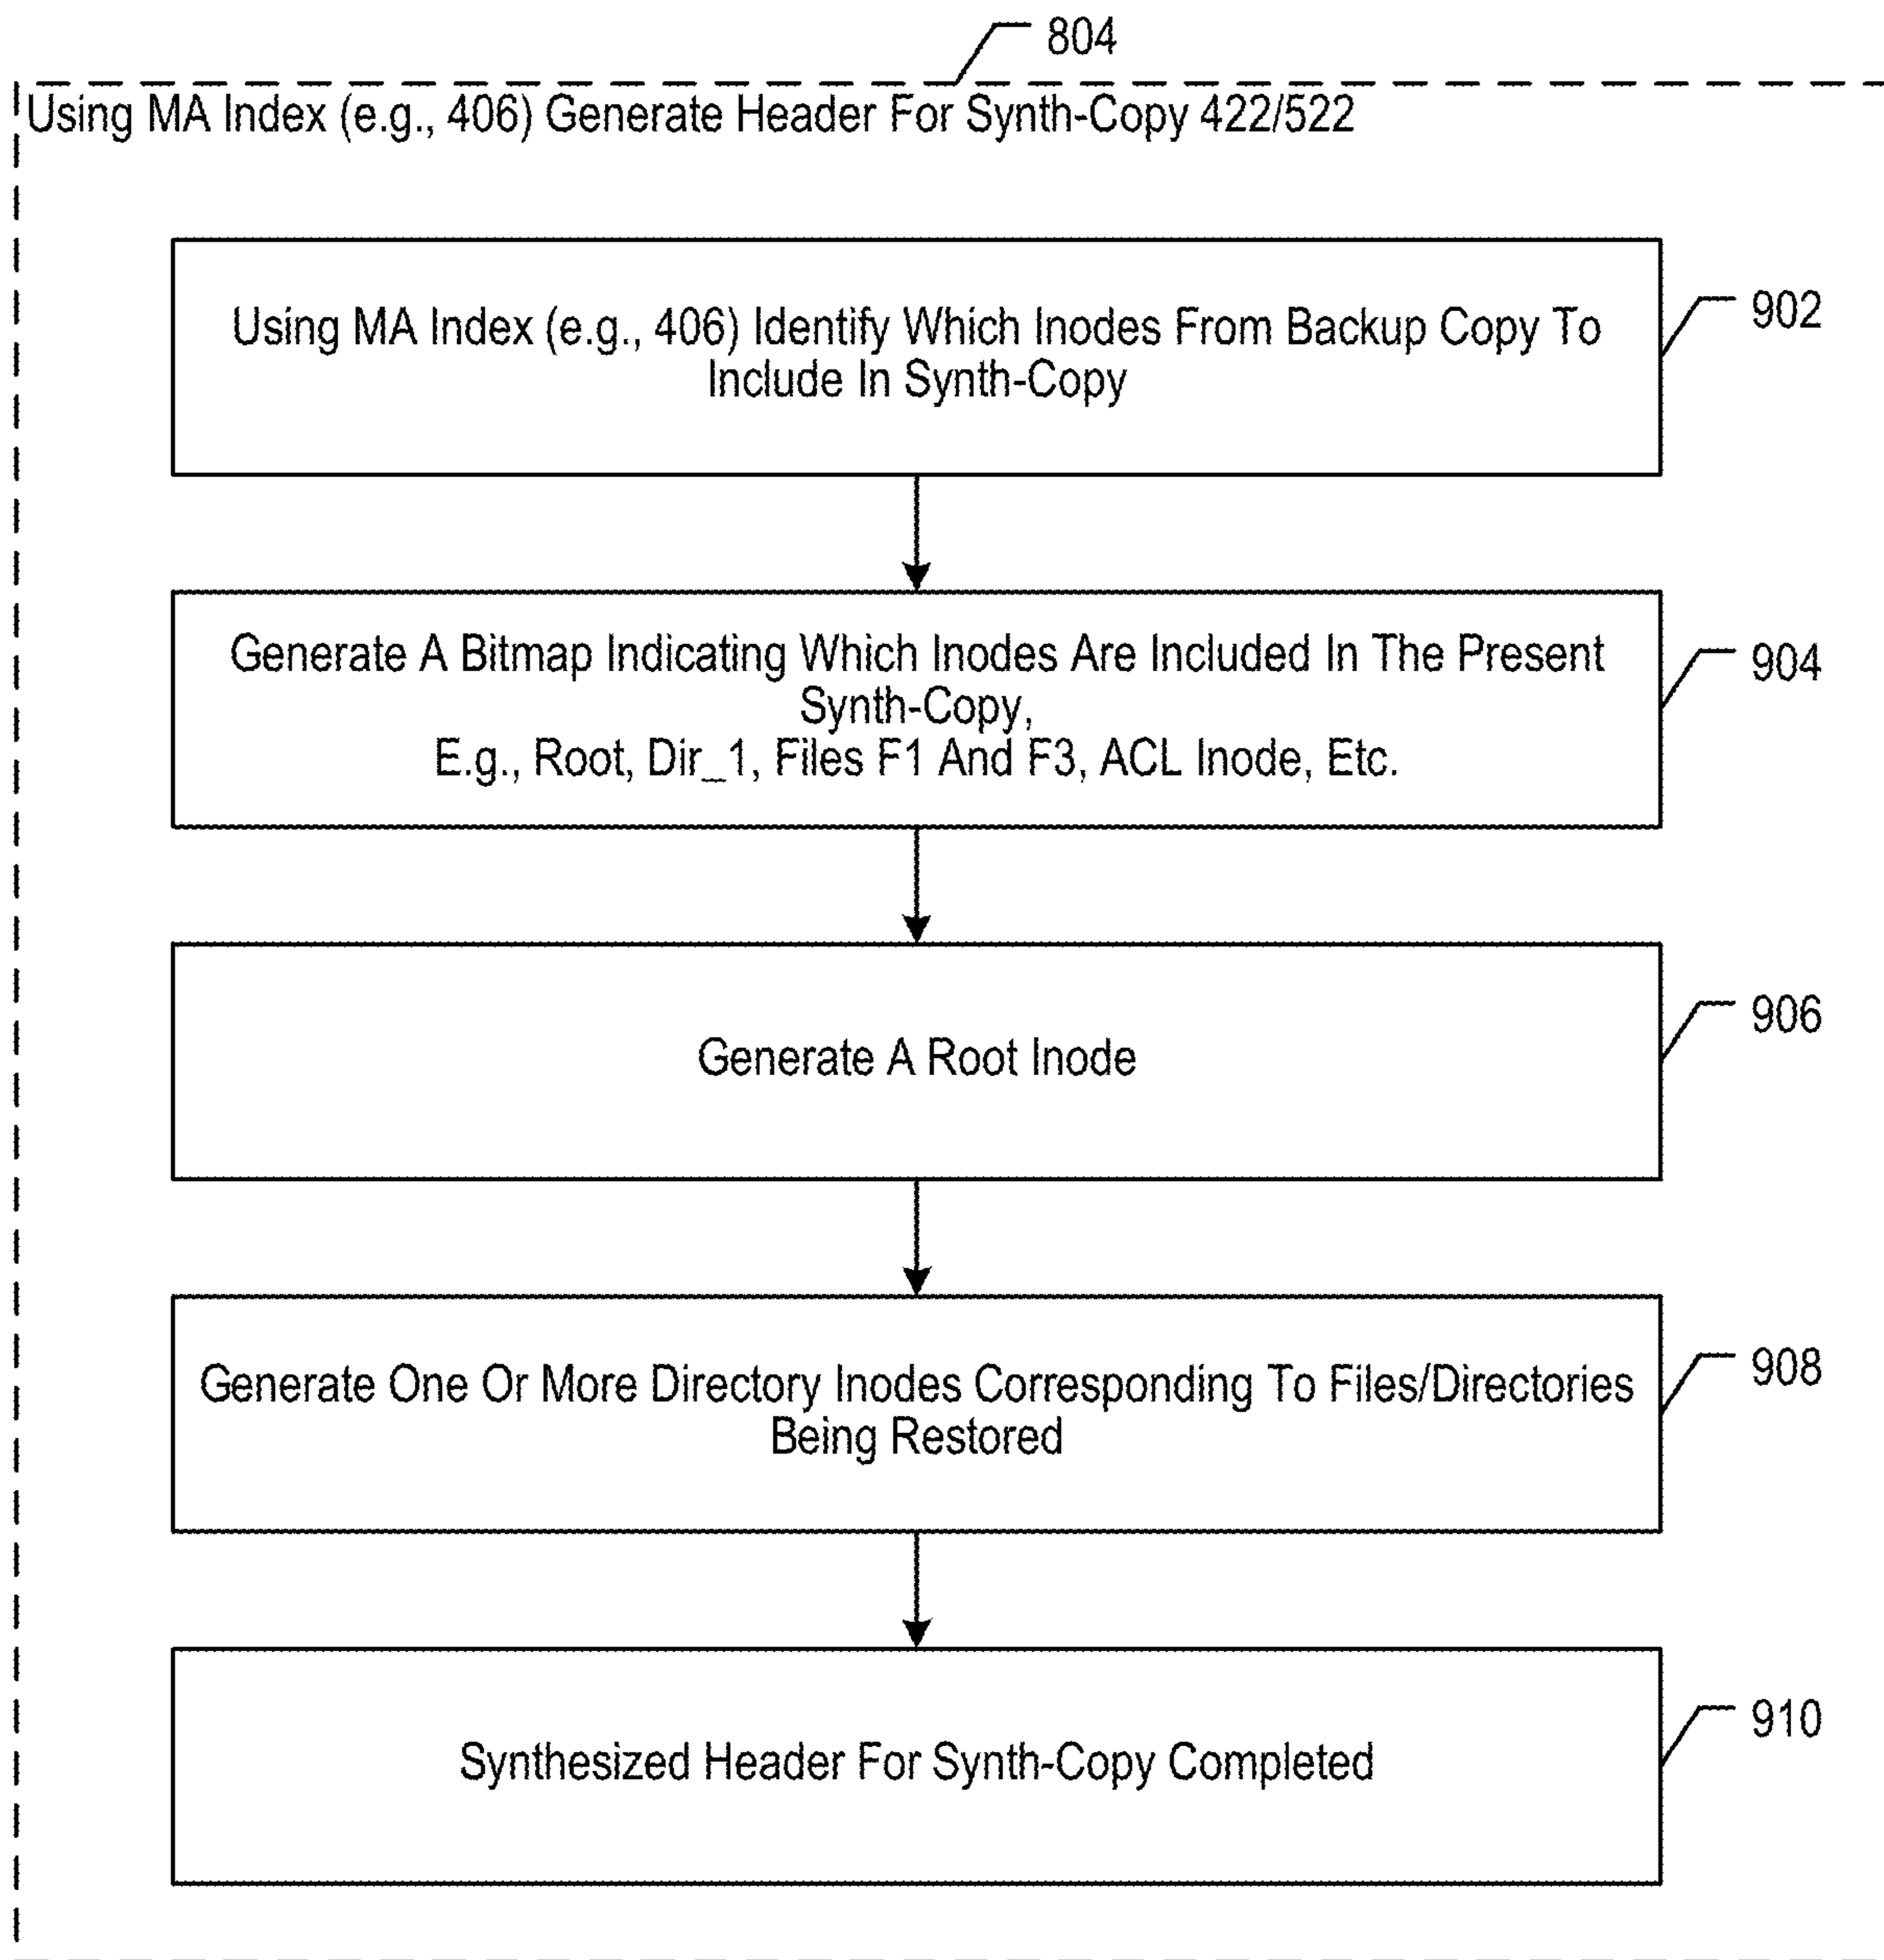 804
Using MA Index (e.g., 406) Generate Header For Synth-Copy 422/522
Using MA Index (e.g., 406) Identify Which Inodes From Backup Copy To
Include In Synth-Copy
902
Generate A Bitmap Indicating Which Inodes Are Included In The Present
Synth-Copy,
E.g., Root, Dir_1, Files F1 And F3, ACL Inode, Etc.
904
Generate A Root Inode
906
Generate One Or More Directory Inodes Corresponding To Files/Directories
Being Restored
908
Synthesized Header For Synth-Copy Completed
910